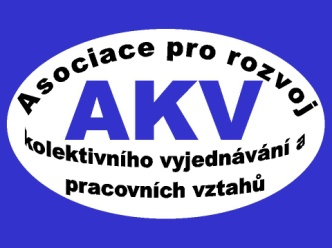 Asociace pro rozvoj
AKV
kolektivního vyjednávání a
pracovních vztahů